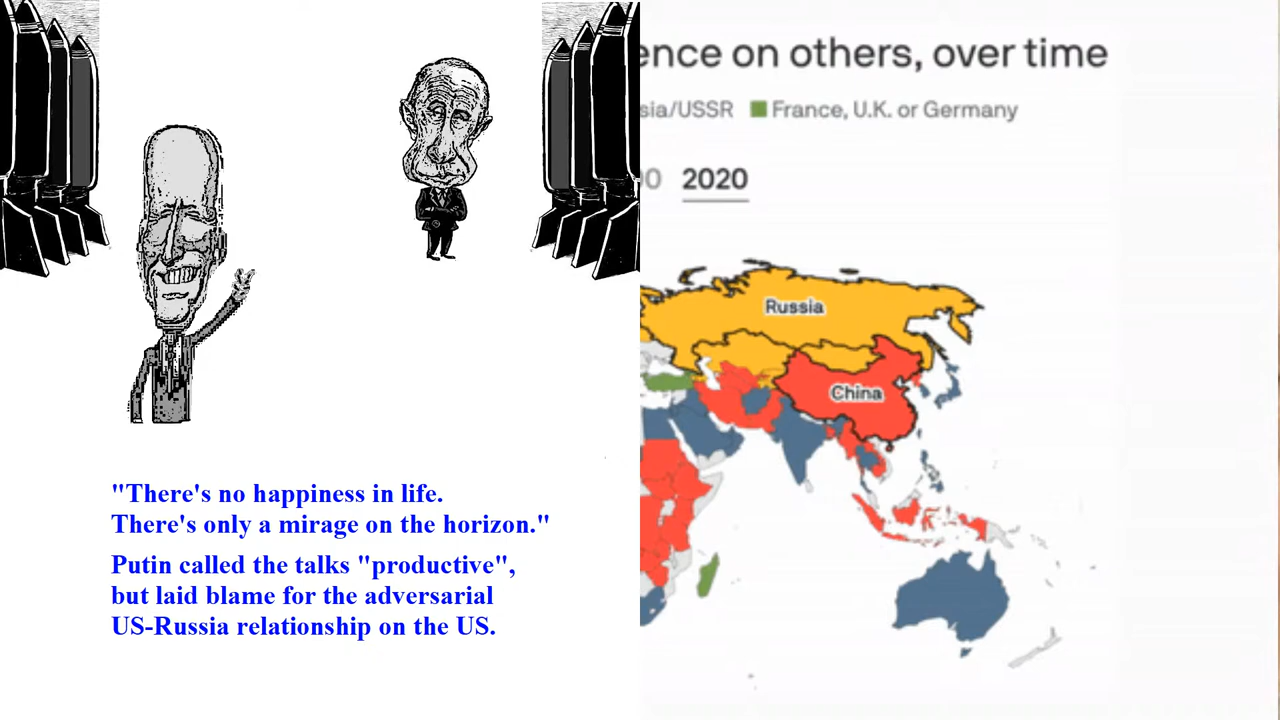 "There's no happiness in life.
There's only a mirage on the horizon."
Putin called the talks "productive",
but laid blame for the adversarial
US-Russia relationship on the US.
ence on others, over time
sia/USSR France, U.K. or Germany
0 2020
Russia
China